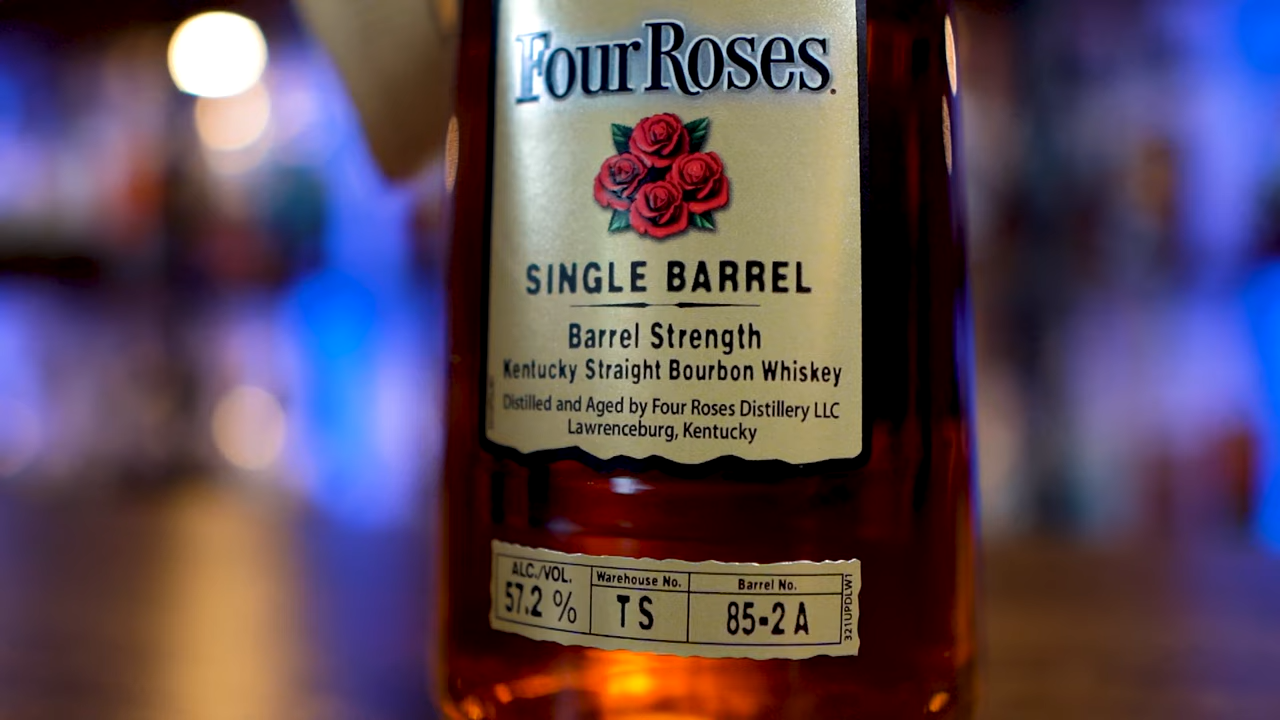 Four Roses.
SINGLE BARREL
Barrel Strength
Kentucky Straight Bourbon Whiskey
Distilled and Aged by Four Roses Distillery LLC
Lawrenceburg, Kentucky
ALC./VOL.
57.2 %
Warehouse No.
TS
Barrel No.
85-2 A
321UPDLW1